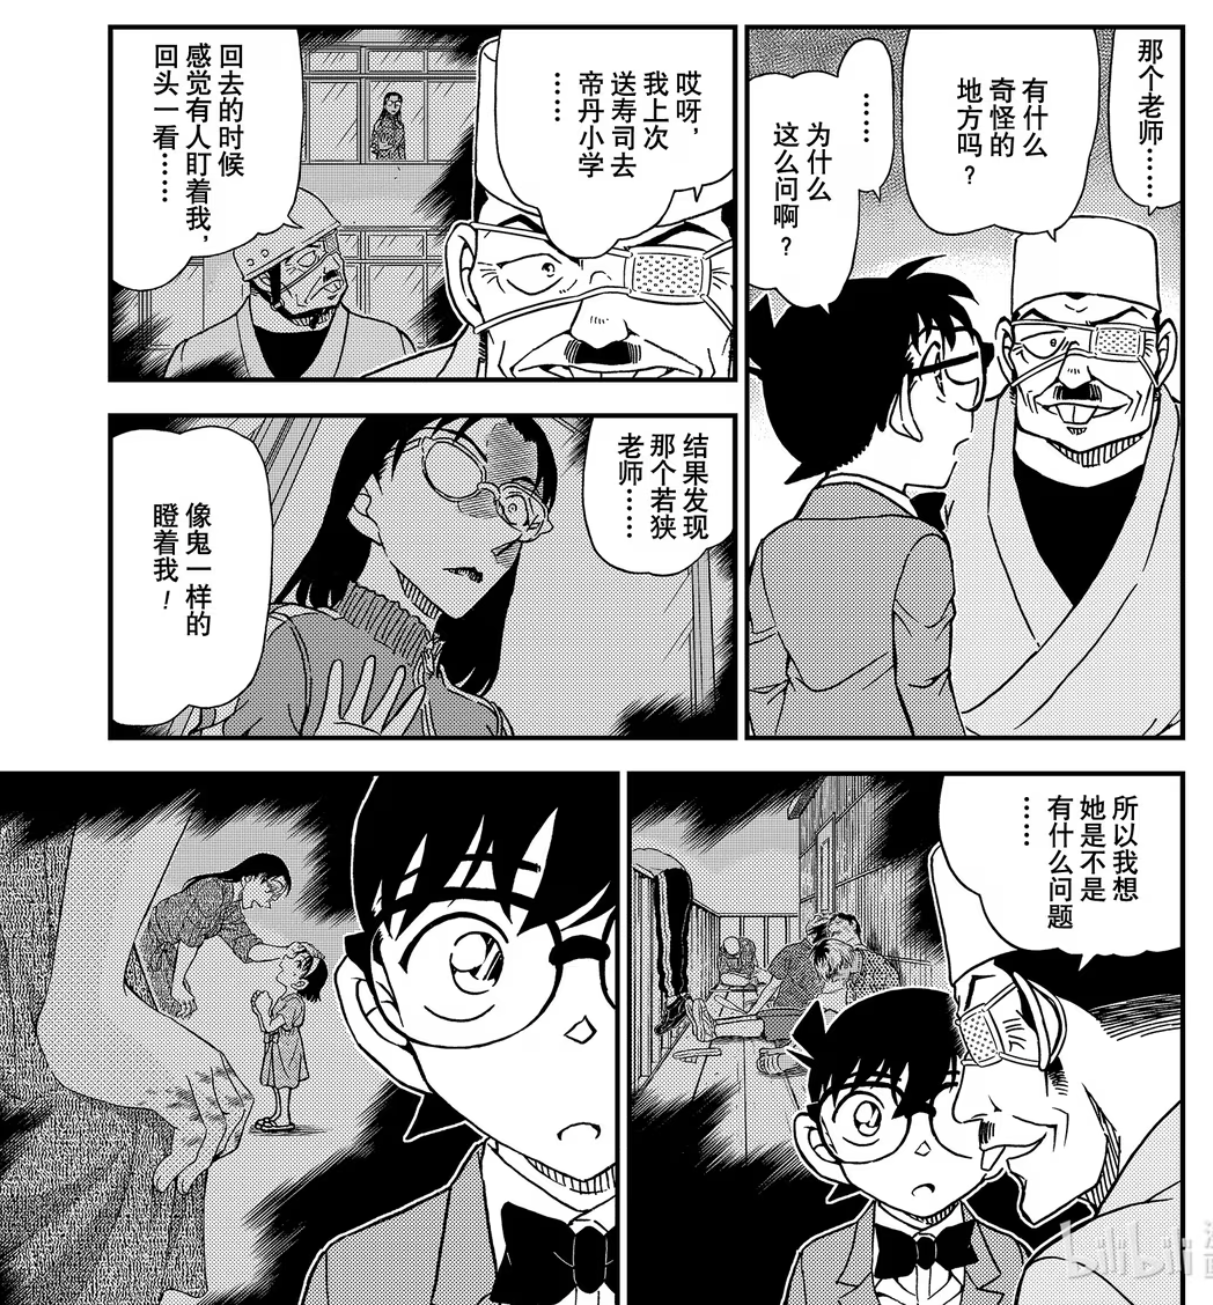 那个老师……
有什么
奇怪的
地方吗？
……
为什么
这么问啊？
哎呀，
我上次
送寿司去
帝丹小学
……
回去的时候
感觉有人盯着我，
回头一看……
结果发现
那个若狭
老师……
像鬼一样的
瞪着我！
所以我想
她是不是
有什么问题
……
bilibili